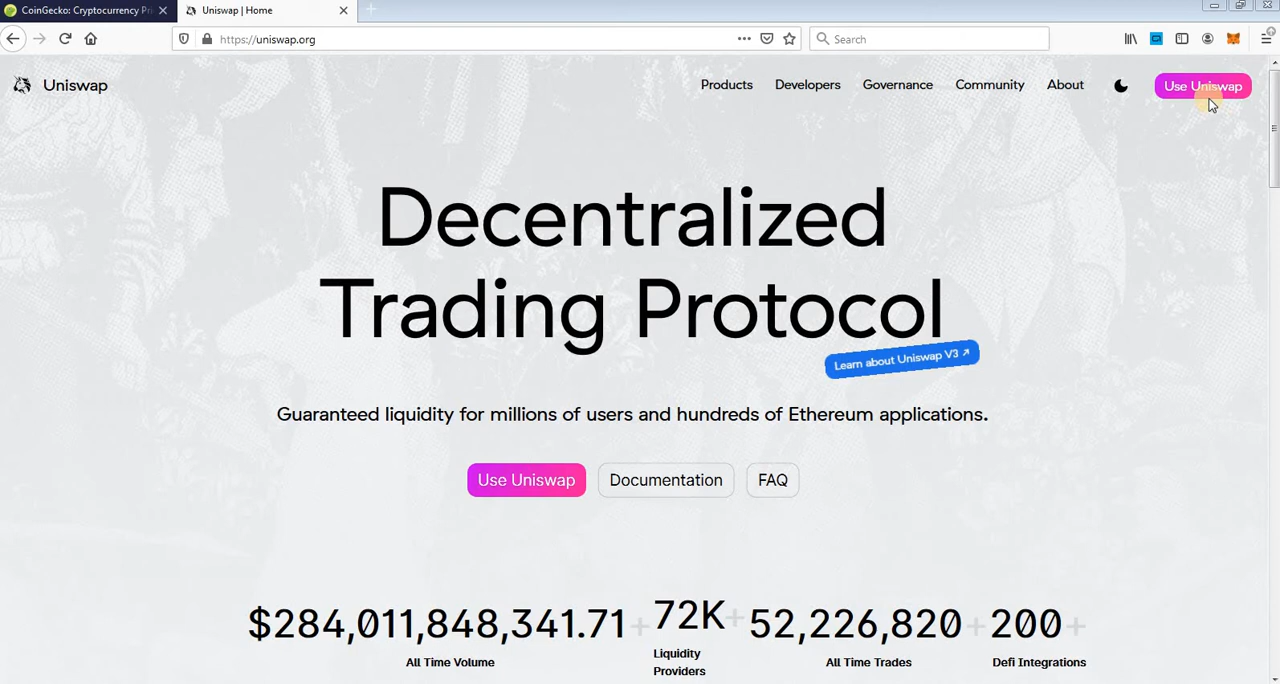 CoinGecko: Cryptocurrency Pri
Uniswap | Home
https://uniswap.org
Search
Uniswap
Products
Developers
Governance
Community
About
Use Uniswap
Decentralized
Trading Protocol
Learn about Uniswap V3 ↗
Guaranteed liquidity for millions of users and hundreds of Ethereum applications.
Use Uniswap
Documentation
FAQ
$284,011,848,341.71+
All Time Volume
72K+
Liquidity
Providers
52,226,820+
All Time Trades
200+
Defi Integrations